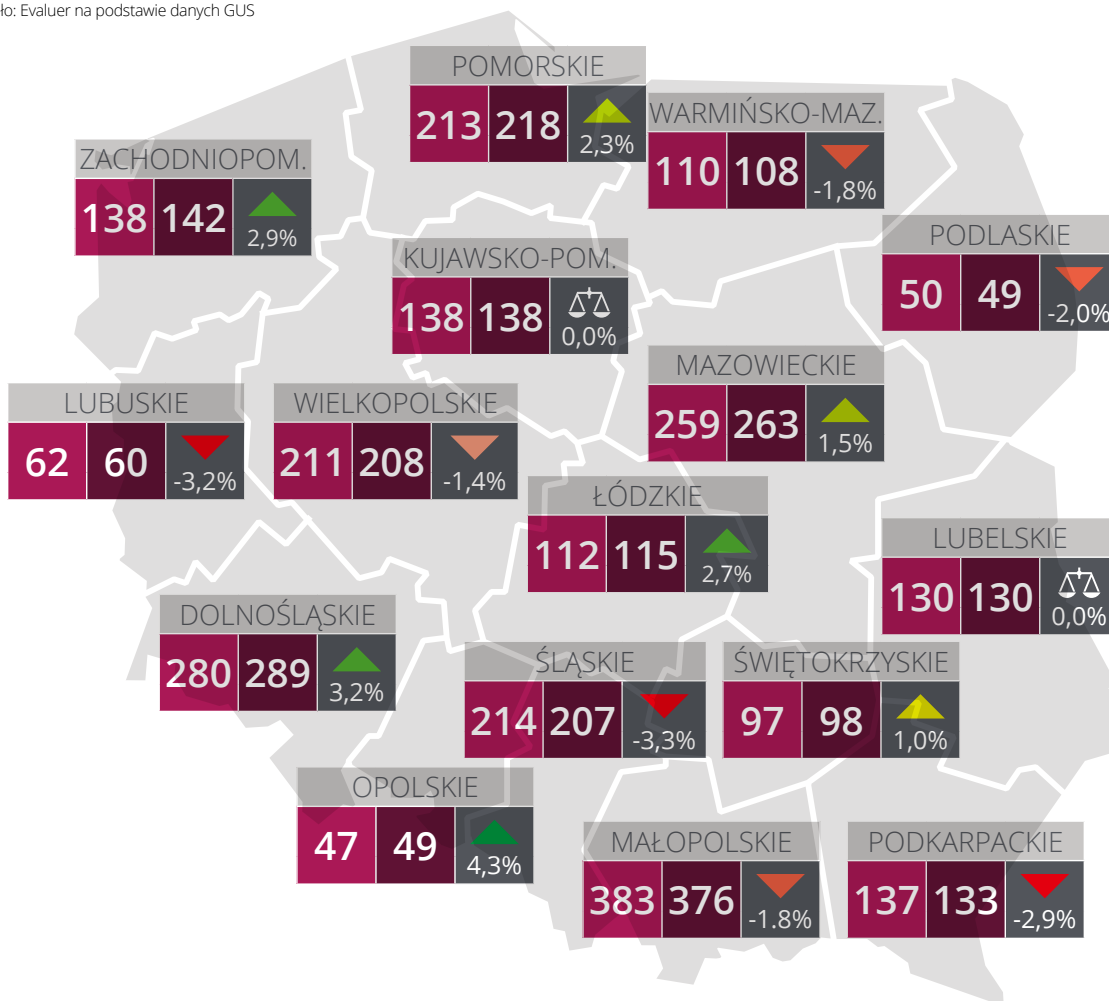 ło: Evaluer na podstawie danych GUS
POMORSKIE
213 218 2,3%
WARMIŃSKO-MAZ.
110 108 -1,8%
ZACHODNIOPOM.
138 142 2,9%
PODLASKIE
50 49 -2,0%
KUJAWSKO-POM.
138 138 0,0%
MAZOWIECKIE
259 263 1,5%
LUBUSKIE
62 60 -3,2%
WIELKOPOLSKIE
211 208 -1,4%
ŁÓDZKIE
112 115 2,7%
LUBELSKIE
130 130 0,0%
DOLNOŚLĄSKIE
280 289 3,2%
ŚLĄSKIE
214 207 -3,3%
ŚWIĘTOKRZYSKIE
97 98 1,0%
OPOLSKIE
47 49 4,3%
MAŁOPOLSKIE
383 376 -1.8%
PODKARPACKIE
137 133 -2,9%